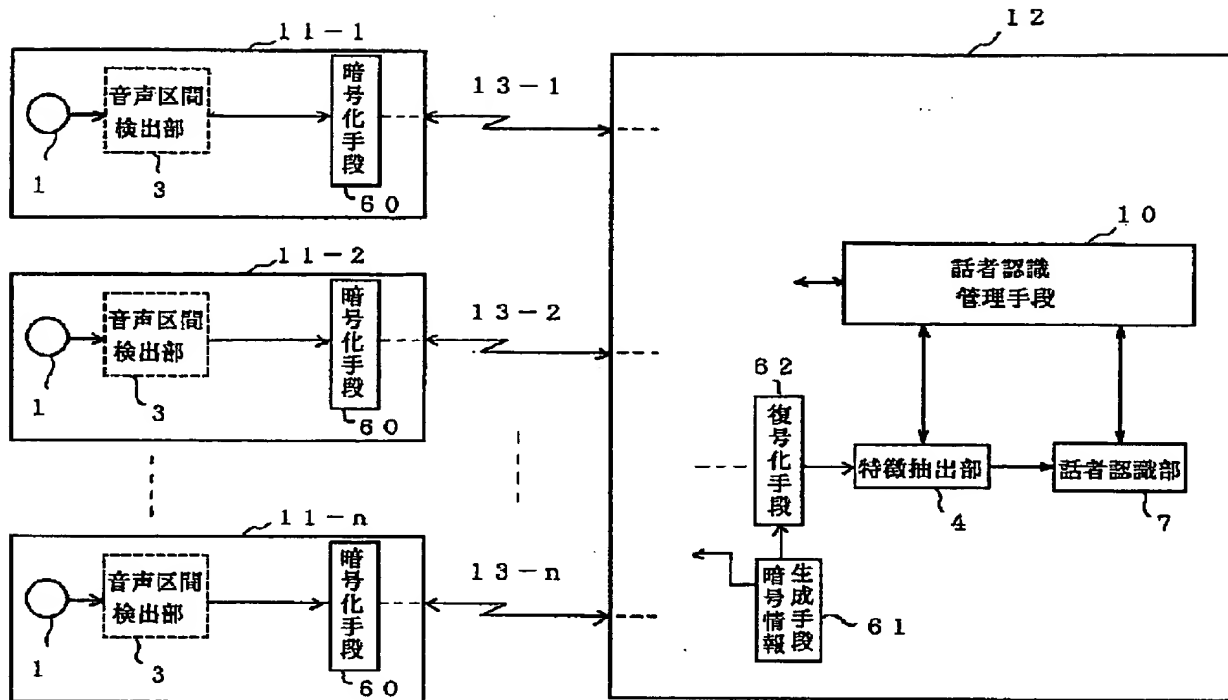 11-1
音声区間
検出部
暗号化手段
1
3
60
13-1
11-2
音声区間
検出部
暗号化手段
1
3
60
13-2
11-n
音声区間
検出部
暗号化手段
1
3
60
13-n
12
10
話者認識
管理手段
62
復号化手段
特徴抽出部
4
話者認識部
7
暗号情報
生成手段
61